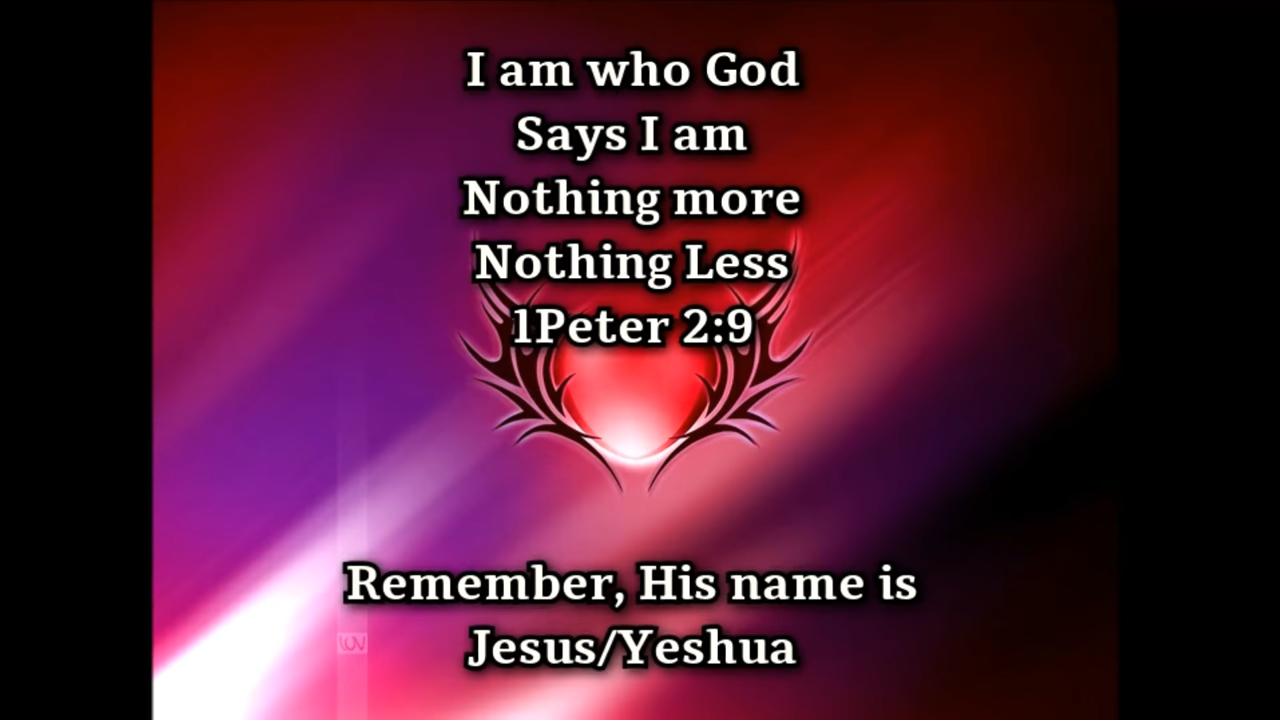 I am who God
Says I am
Nothing more
Nothing Less
1Peter 2:9
Remember, His name is
Jesus/Yeshua